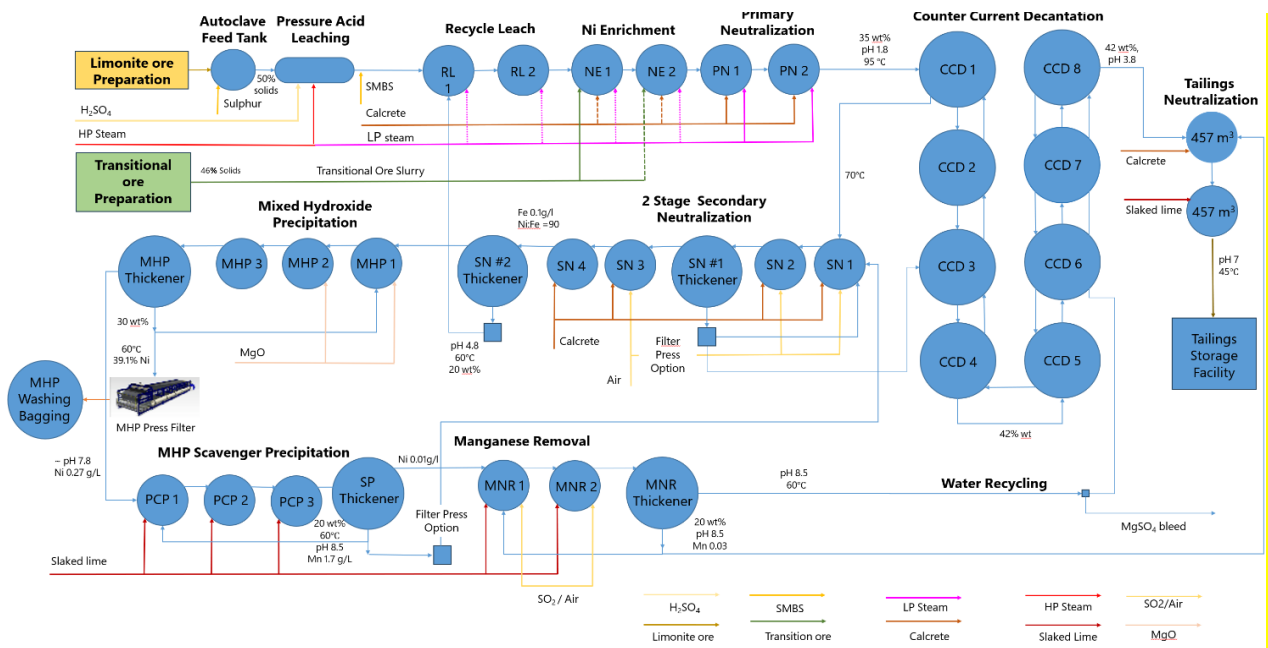 Counter Current Decantation
Autoclave
Feed Tank
Pressure Acid
Leaching
Recycle Leach
Ni Enrichment
Primary
Neutralization
Limonite ore
Preparation
50%
solids
Sulphur
H₂SO₄
HP Steam
SMBS
Calcrete
LP steam
RL
1
RL 2
NE 1
NE 2
PN 1
PN 2
35 wt%
pH 1.8
95 ℃
CCD 1
CCD 8
42 wt%,
pH 3.8
Tailings
Neutralization
457 m³
Calcrete
Slaked lime
457 m³
pH 7
45℃
Tailings
Storage
Facility
Transitional
ore
Preparation
46% Solids
Transitional Ore Slurry
70℃
CCD 2
CCD 7
CCD 3
CCD 6
CCD 4
CCD 5
42% wt
Mixed Hydroxide
Precipitation
Fe 0.1g/l
Ni:Fe =90
2 Stage Secondary
Neutralization
MHP
Thickener
MHP 3
MHP 2
MHP 1
SN #2
Thickener
SN 4
SN 3
SN #1
Thickener
SN 2
SN 1
30 wt%
60℃
39.1% Ni
MgO
pH 4.8
60℃
20 wt%
Calcrete
Air
Filter
Press
Option
MHP
Washing
Bagging
MHP Press Filter
MHP Scavenger Precipitation
Manganese Removal
– pH 7.8
Ni 0.27 g/L
PCP 1
PCP 2
PCP 3
SP
Thickener
Ni 0.01g/l
MNR 1
MNR 2
MNR
Thickener
pH 8.5
60℃
Water Recycling
MgSO₄ bleed
20 wt%
60℃
pH 8.5
Mn 1.7 g/L
Filter Press
Option
20 wt%
pH 8.5
Mn 0.03
Slaked lime
SO₂ / Air
H₂SO₄
SMBS
LP Steam
HP Steam
SO2/Air
Limonite ore
Transition ore
Calcrete
Slaked Lime
MgO